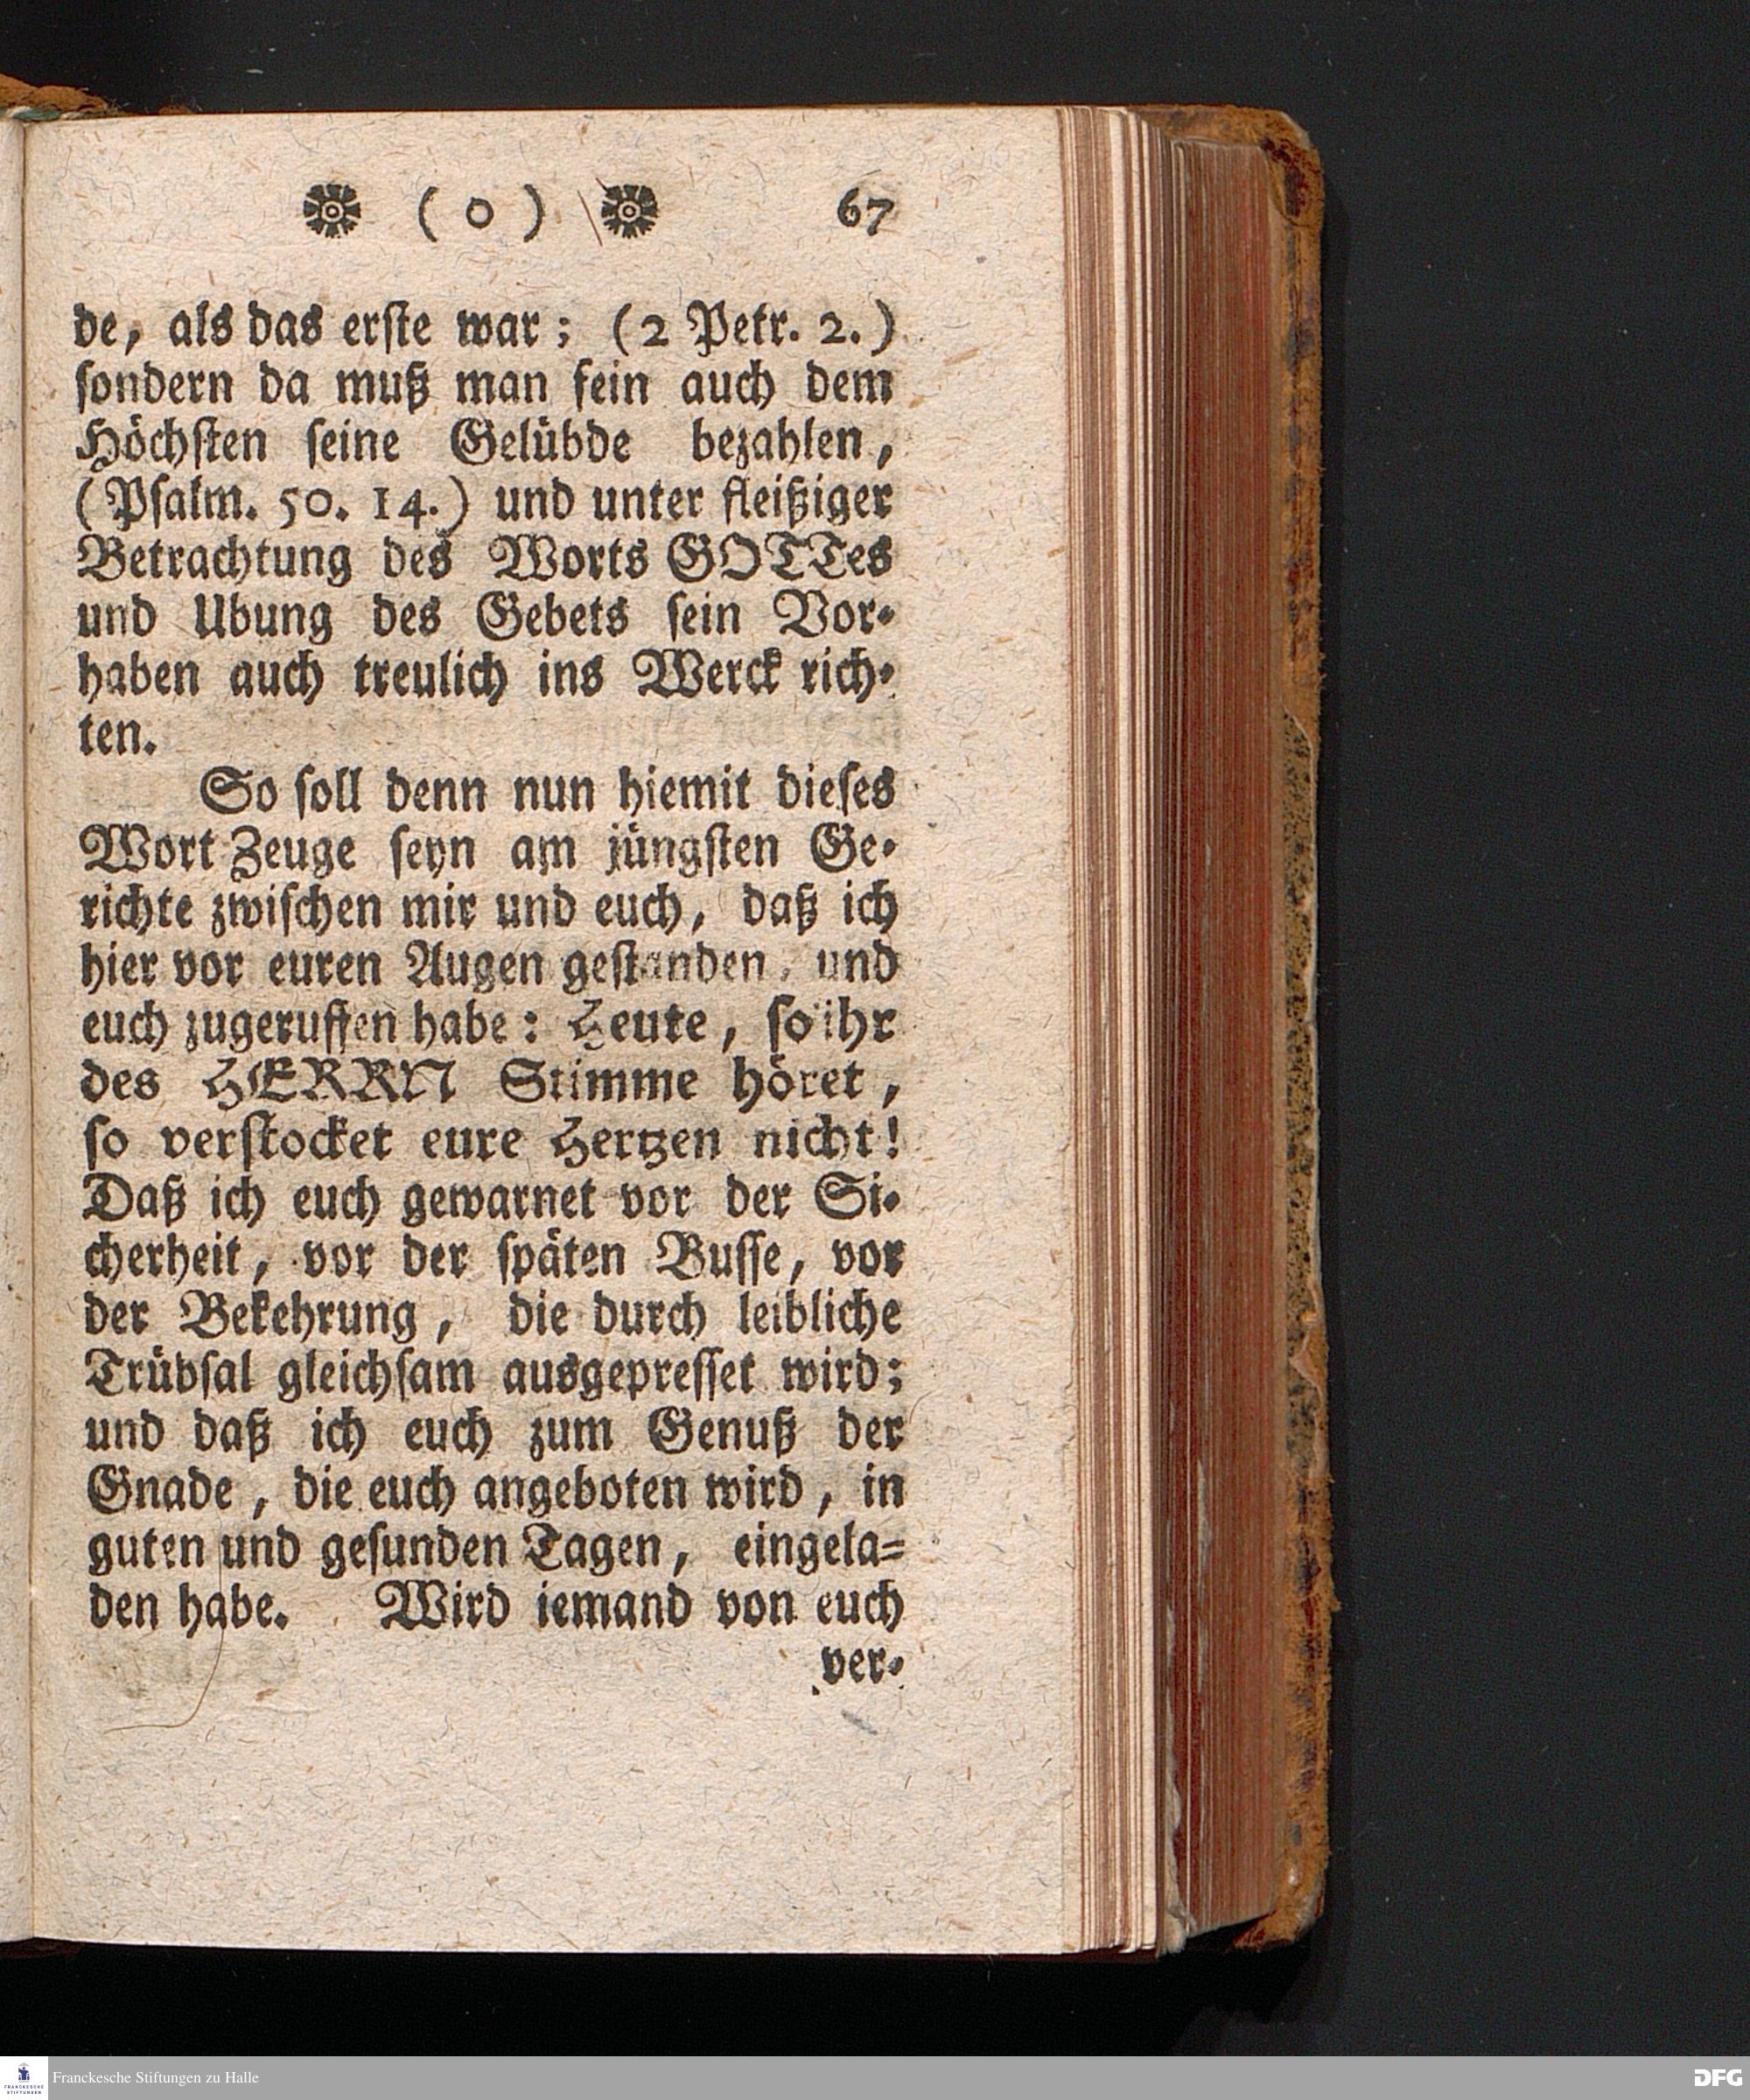 ( o ) 67
de, als das erſte war; (2 Petr. 2.)
ſondern da muß man fein auch dem
Höchſten ſeine Gelübde bezahlen,
(Pſalm. 50. 14.) und unter fleißiger
Betrachtung des Worts GOTTes
und Ubung des Gebets ſein Vor-
haben auch treulich ins Werck rich-
ten.
So ſoll denn nun hiemit dieſes
Wort Zeuge ſeyn am jüngſten Ge-
richte zwiſchen mir und euch, daß ich
hier vor euren Augen geſtanden, und
euch zugeruffen habe: Heute, ſo ihr
des HERRN Stimme höret,
ſo verſtocket eure Hertzen nicht!
Daß ich euch gewarnet vor der Si-
cherheit, vor der ſpäten Buſſe, vor
der Bekehrung, die durch leibliche
Trübſal gleichſam ausgepreſſet wird;
und daß ich euch zum Genuß der
Gnade, die euch angeboten wird, in
guten und geſunden Tagen, eingela-
den habe. Wird iemand von euch
ver-
FRANCKESCHE
STIFTUNGEN
Franckesche Stiftungen zu Halle
DFG